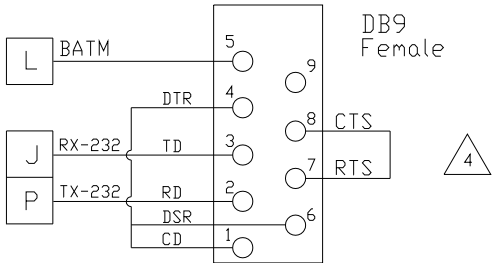 DB9
Female
L BATM 5
9
DTR 4
8 CTS
J RX-232 TD 3
7 RTS
4
P TX-232 RD 2
DSR 6
CD 1